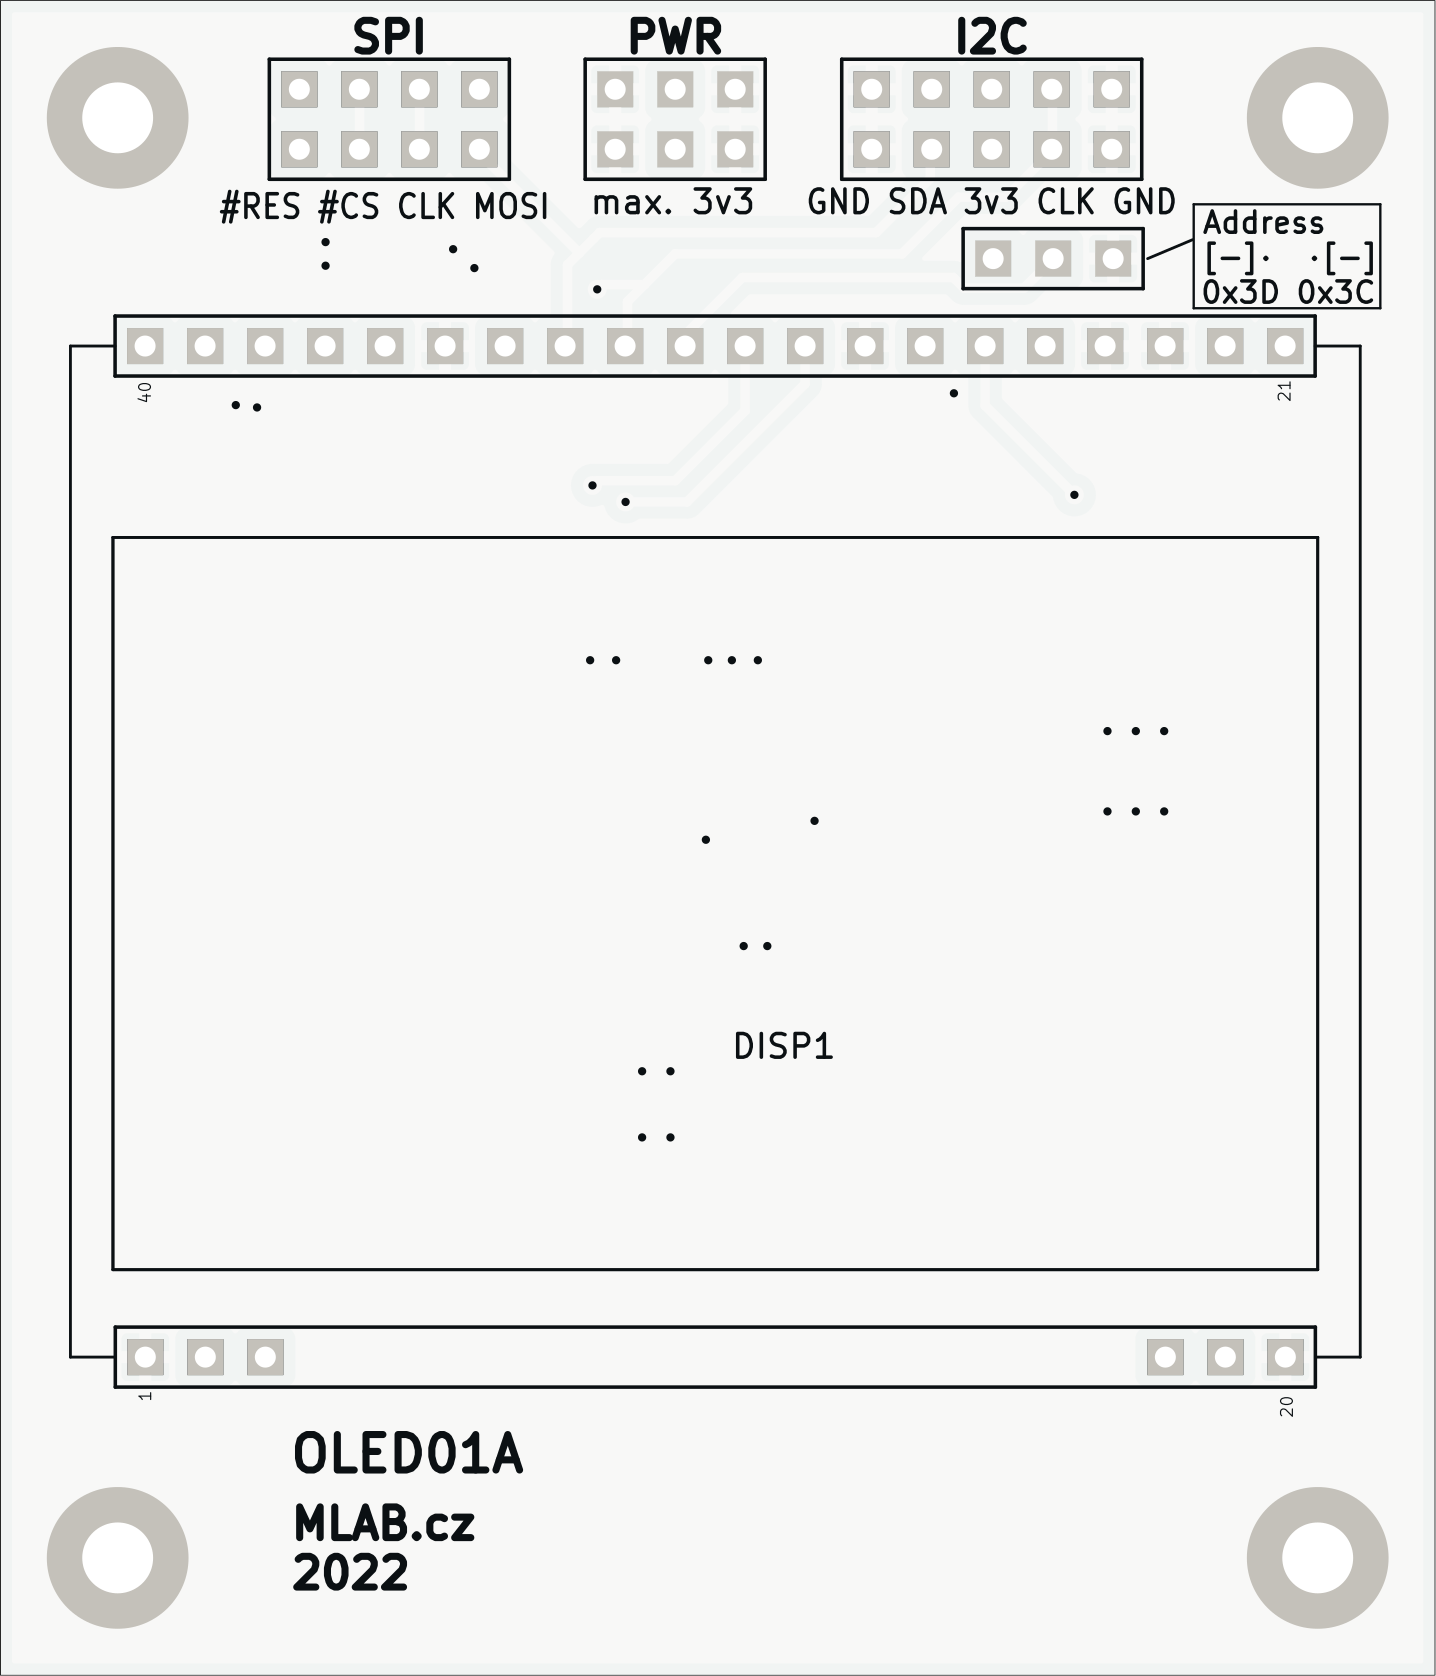 SPI PWR I2C
#RES #CS CLK MOSI max. 3v3 GND SDA 3v3 CLK GND
Address
[-]· ·[-]
0x3D 0x3C
40 21
DISP1
1 20
OLED01A
MLAB.cz
2022